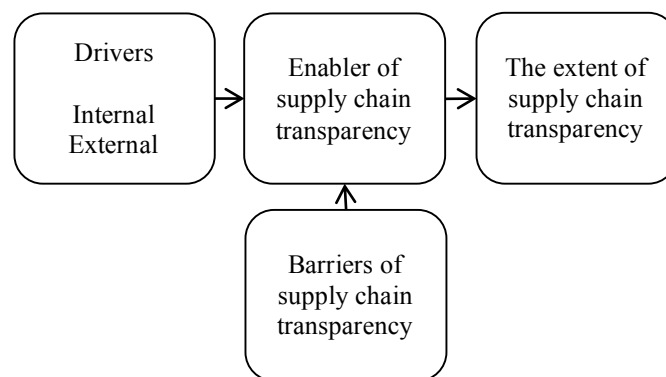 Drivers
Internal
External
Enabler of
supply chain
transparency
The extent of
supply chain
transparency
Barriers of
supply chain
transparency